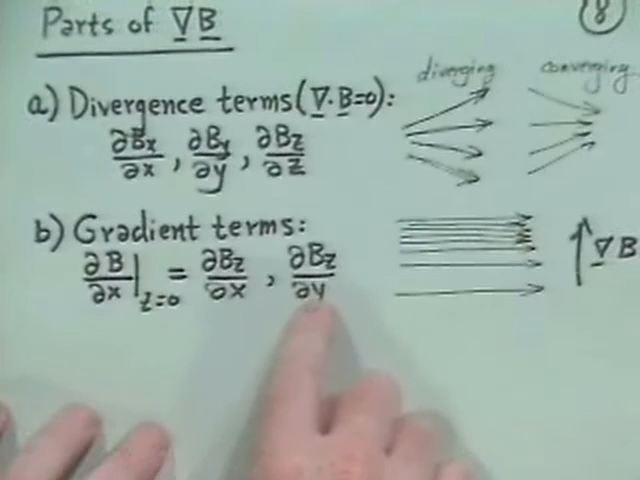 Parts of ∇B
8
diverging
converging
a) Divergence terms (∇·B=0):
∂Bx/∂x, ∂By/∂y, ∂Bz/∂z
b) Gradient terms:
∂B/∂x|z=0 = ∂Bz/∂x, ∂Bz/∂y
∇B